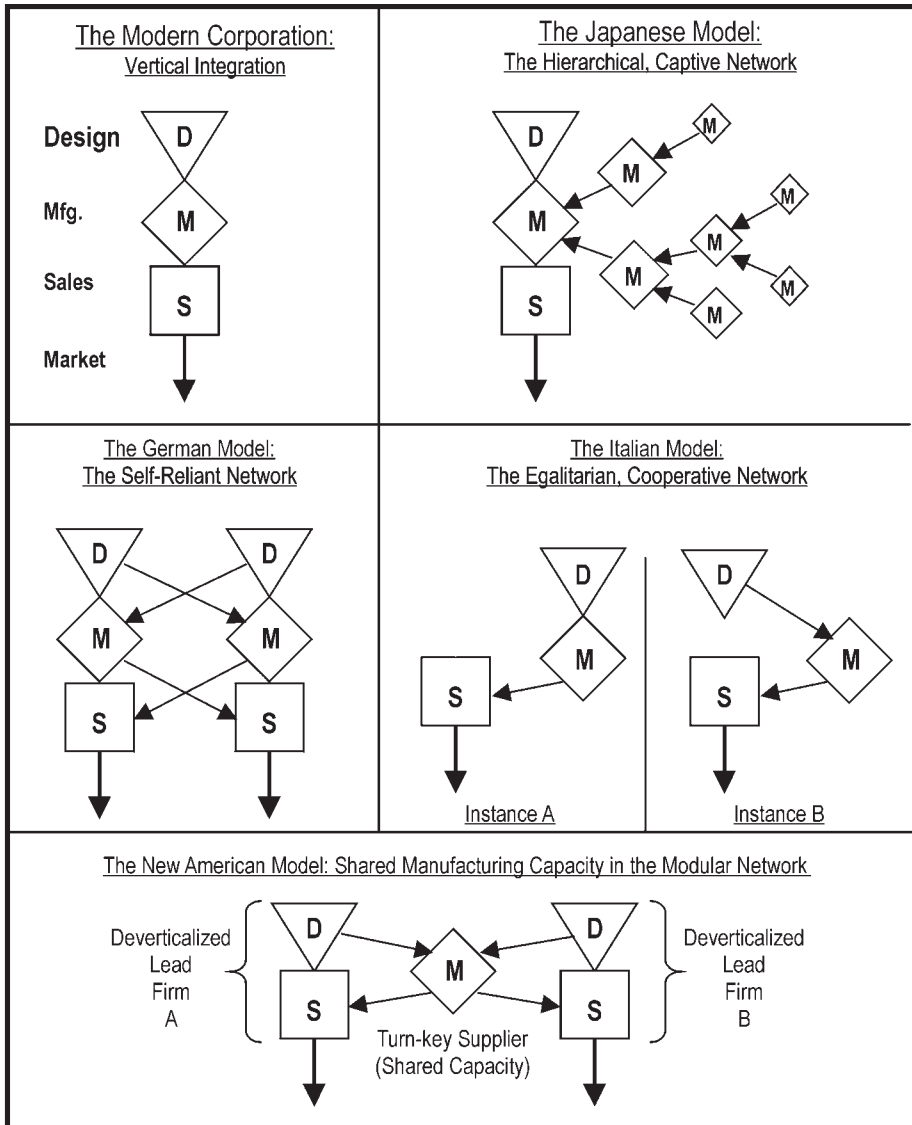 The Modern Corporation:
Vertical Integration
Design
D
Mfg.
M
Sales
S
Market
The Japanese Model:
The Hierarchical, Captive Network
D
M
M
M
M
M
M
M
M
S
The German Model:
The Self-Reliant Network
D
D
M
M
S
S
The Italian Model:
The Egalitarian, Cooperative Network
D
M
S
Instance A
D
M
S
Instance B
The New American Model: Shared Manufacturing Capacity in the Modular Network
Deverticalized
Lead
Firm
A
D
S
M
Turn-key Supplier
(Shared Capacity)
D
S
Deverticalized
Lead
Firm
B